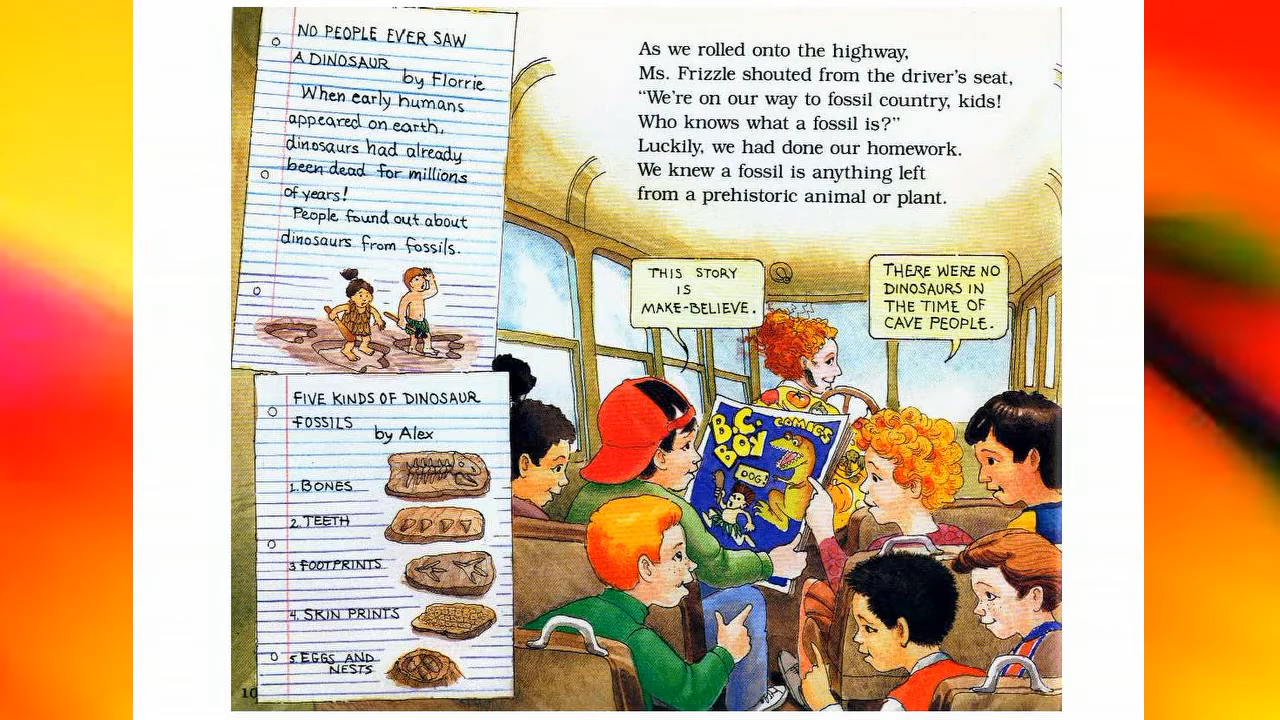 NO PEOPLE EVER SAW
A DINOSAUR by Florrie
When early humans
appeared on earth,
dinosaurs had already
been dead for millions
of years!
People found out about
dinosaurs from fossils.
FIVE KINDS OF DINOSAUR
FOSSILS
by Alex
1. BONES
2. TEETH
3 FOOTPRINTS
4. SKIN PRINTS
5. EGGS AND
NESTS
10
As we rolled onto the highway,
Ms. Frizzle shouted from the driver's seat,
“We're on our way to fossil country, kids!
Who knows what a fossil is?”
Luckily, we had done our homework.
We knew a fossil is anything left
from a prehistoric animal or plant.
THIS STORY
IS
MAKE-BELIEVE.
THERE WERE NO
DINOSAURS IN
THE TIME OF
CAVE PEOPLE.
B.C.
BOY
COMICS
DOG!